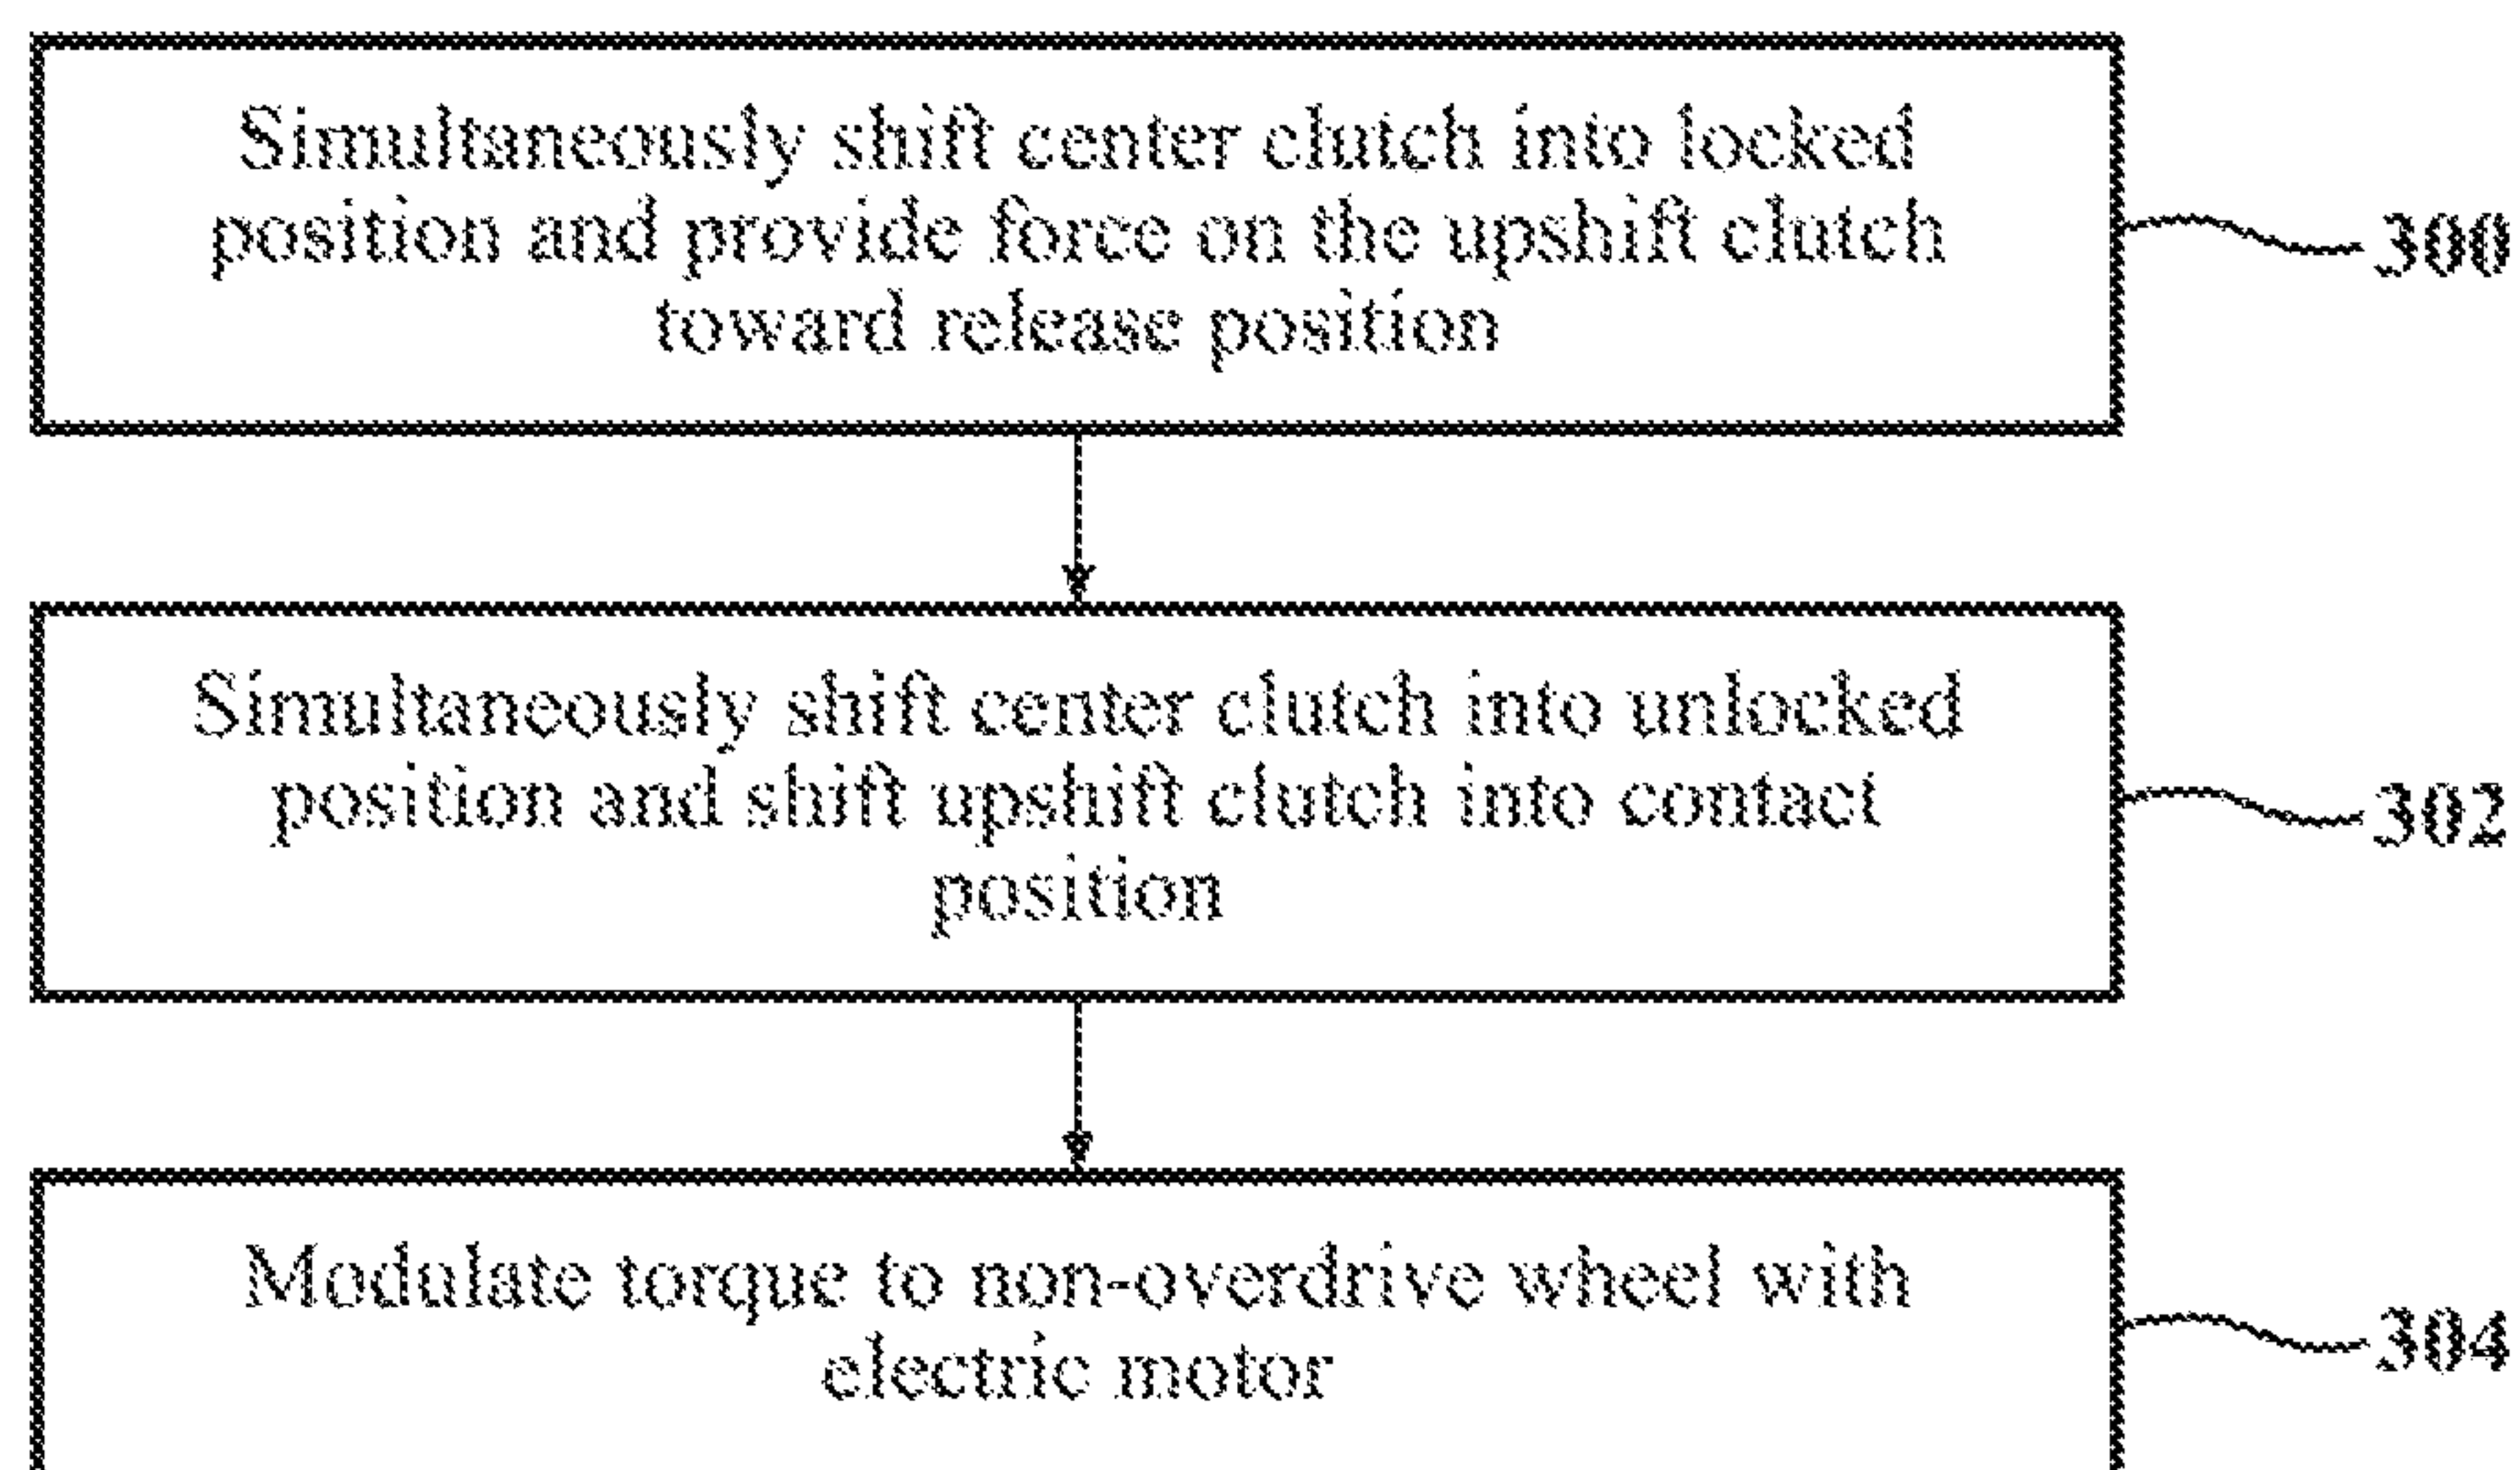 Simultaneously shift center clutch into locked
position and provide force on the upshift clutch
toward release position
300
Simultaneously shift center clutch into unlocked
position and shift upshift clutch into contact
position
302
Modulate torque to non-overdrive wheel with
electric motor
304